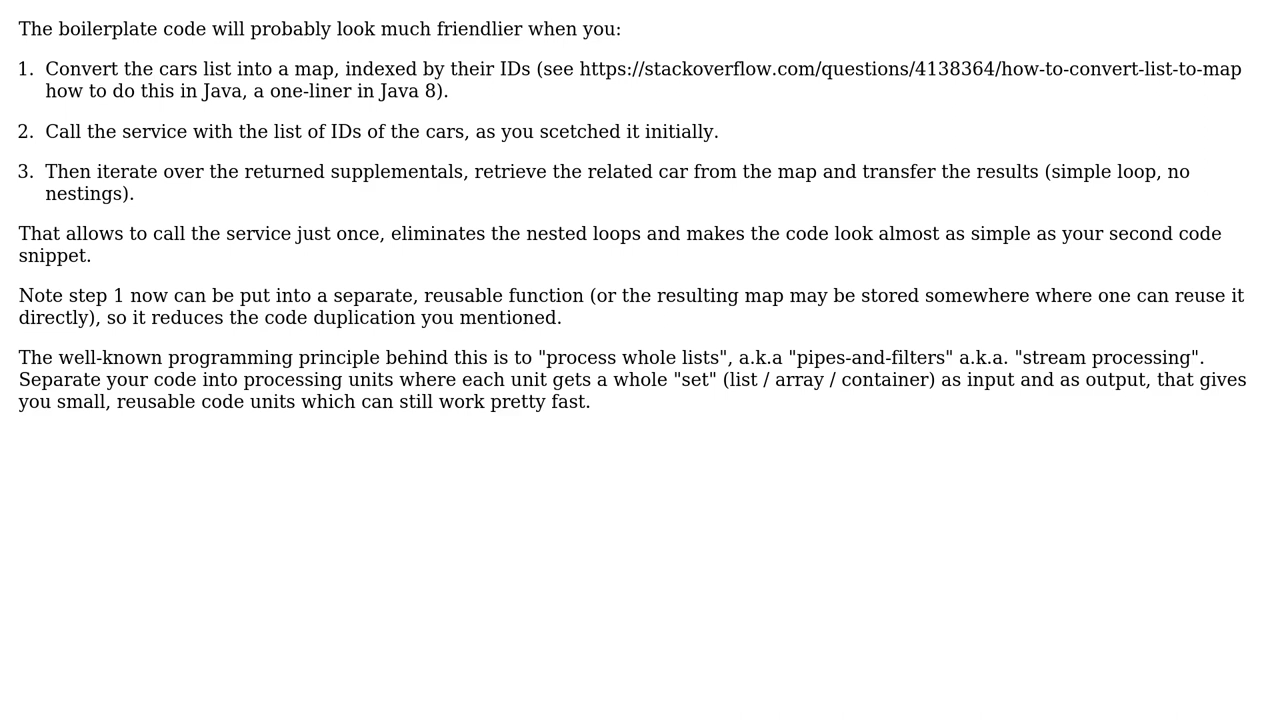 The boilerplate code will probably look much friendlier when you:
1. Convert the cars list into a map, indexed by their IDs (see https://stackoverflow.com/questions/4138364/how-to-convert-list-to-map
how to do this in Java, a one-liner in Java 8).
2. Call the service with the list of IDs of the cars, as you scetched it initially.
3. Then iterate over the returned supplementals, retrieve the related car from the map and transfer the results (simple loop, no
nestings).
That allows to call the service just once, eliminates the nested loops and makes the code look almost as simple as your second code
snippet.
Note step 1 now can be put into a separate, reusable function (or the resulting map may be stored somewhere where one can reuse it
directly), so it reduces the code duplication you mentioned.
The well-known programming principle behind this is to "process whole lists", a.k.a "pipes-and-filters" a.k.a. "stream processing".
Separate your code into processing units where each unit gets a whole "set" (list / array / container) as input and as output, that gives
you small, reusable code units which can still work pretty fast.